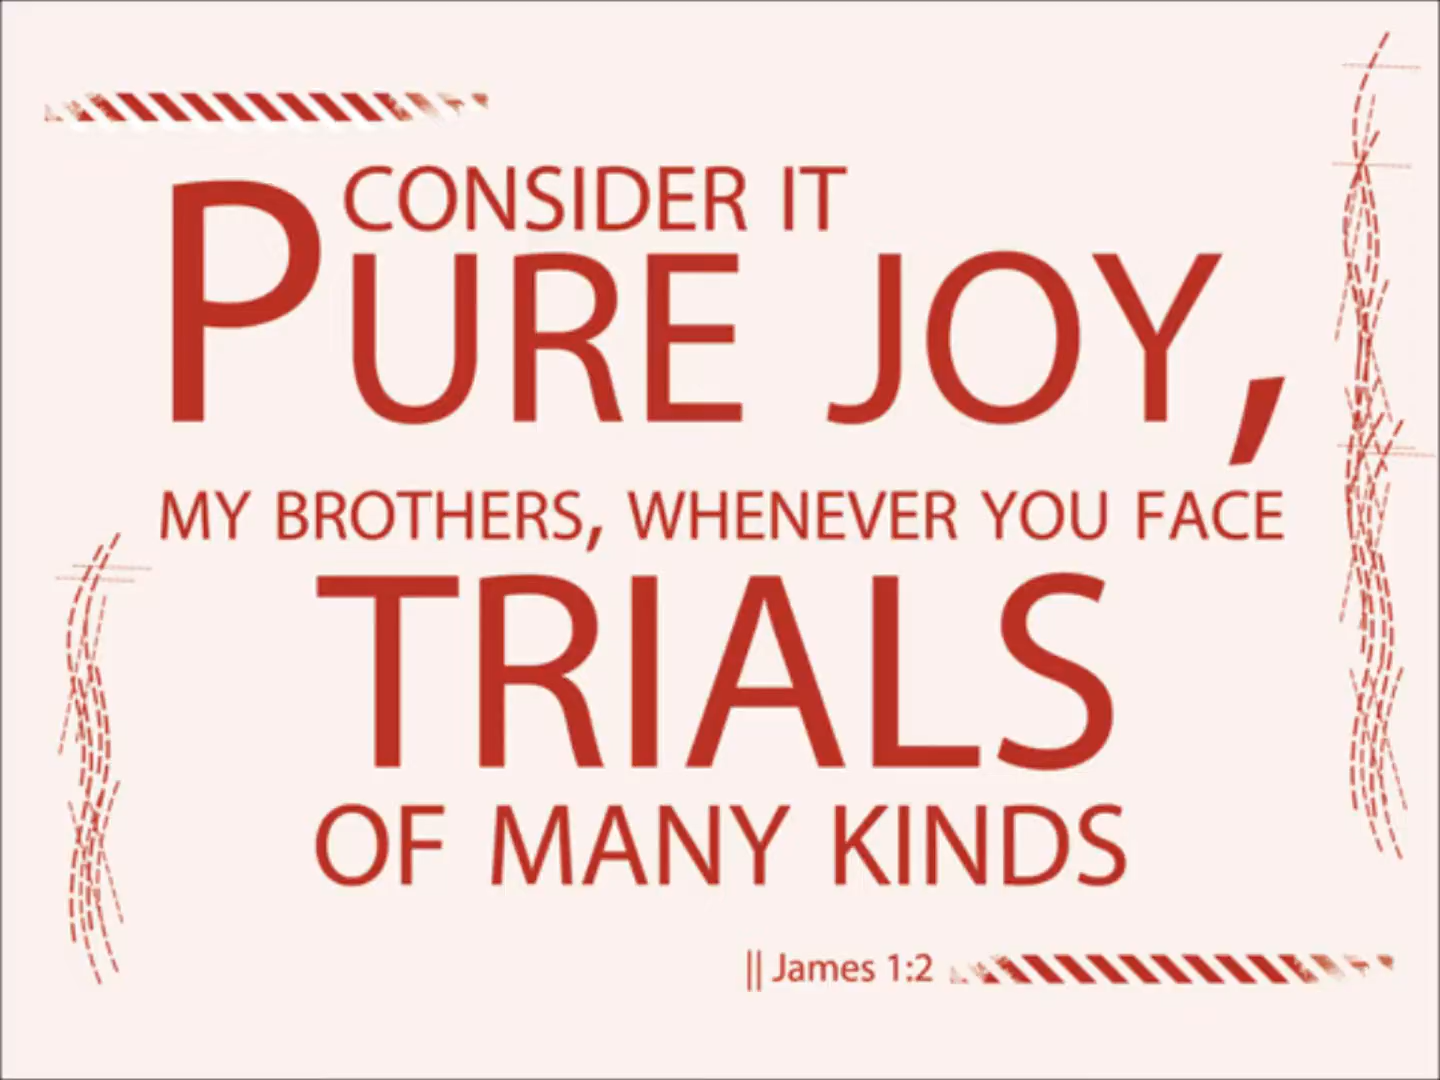 CONSIDER IT
PURE JOY,
MY BROTHERS, WHENEVER YOU FACE
TRIALS
OF MANY KINDS
|| James 1:2